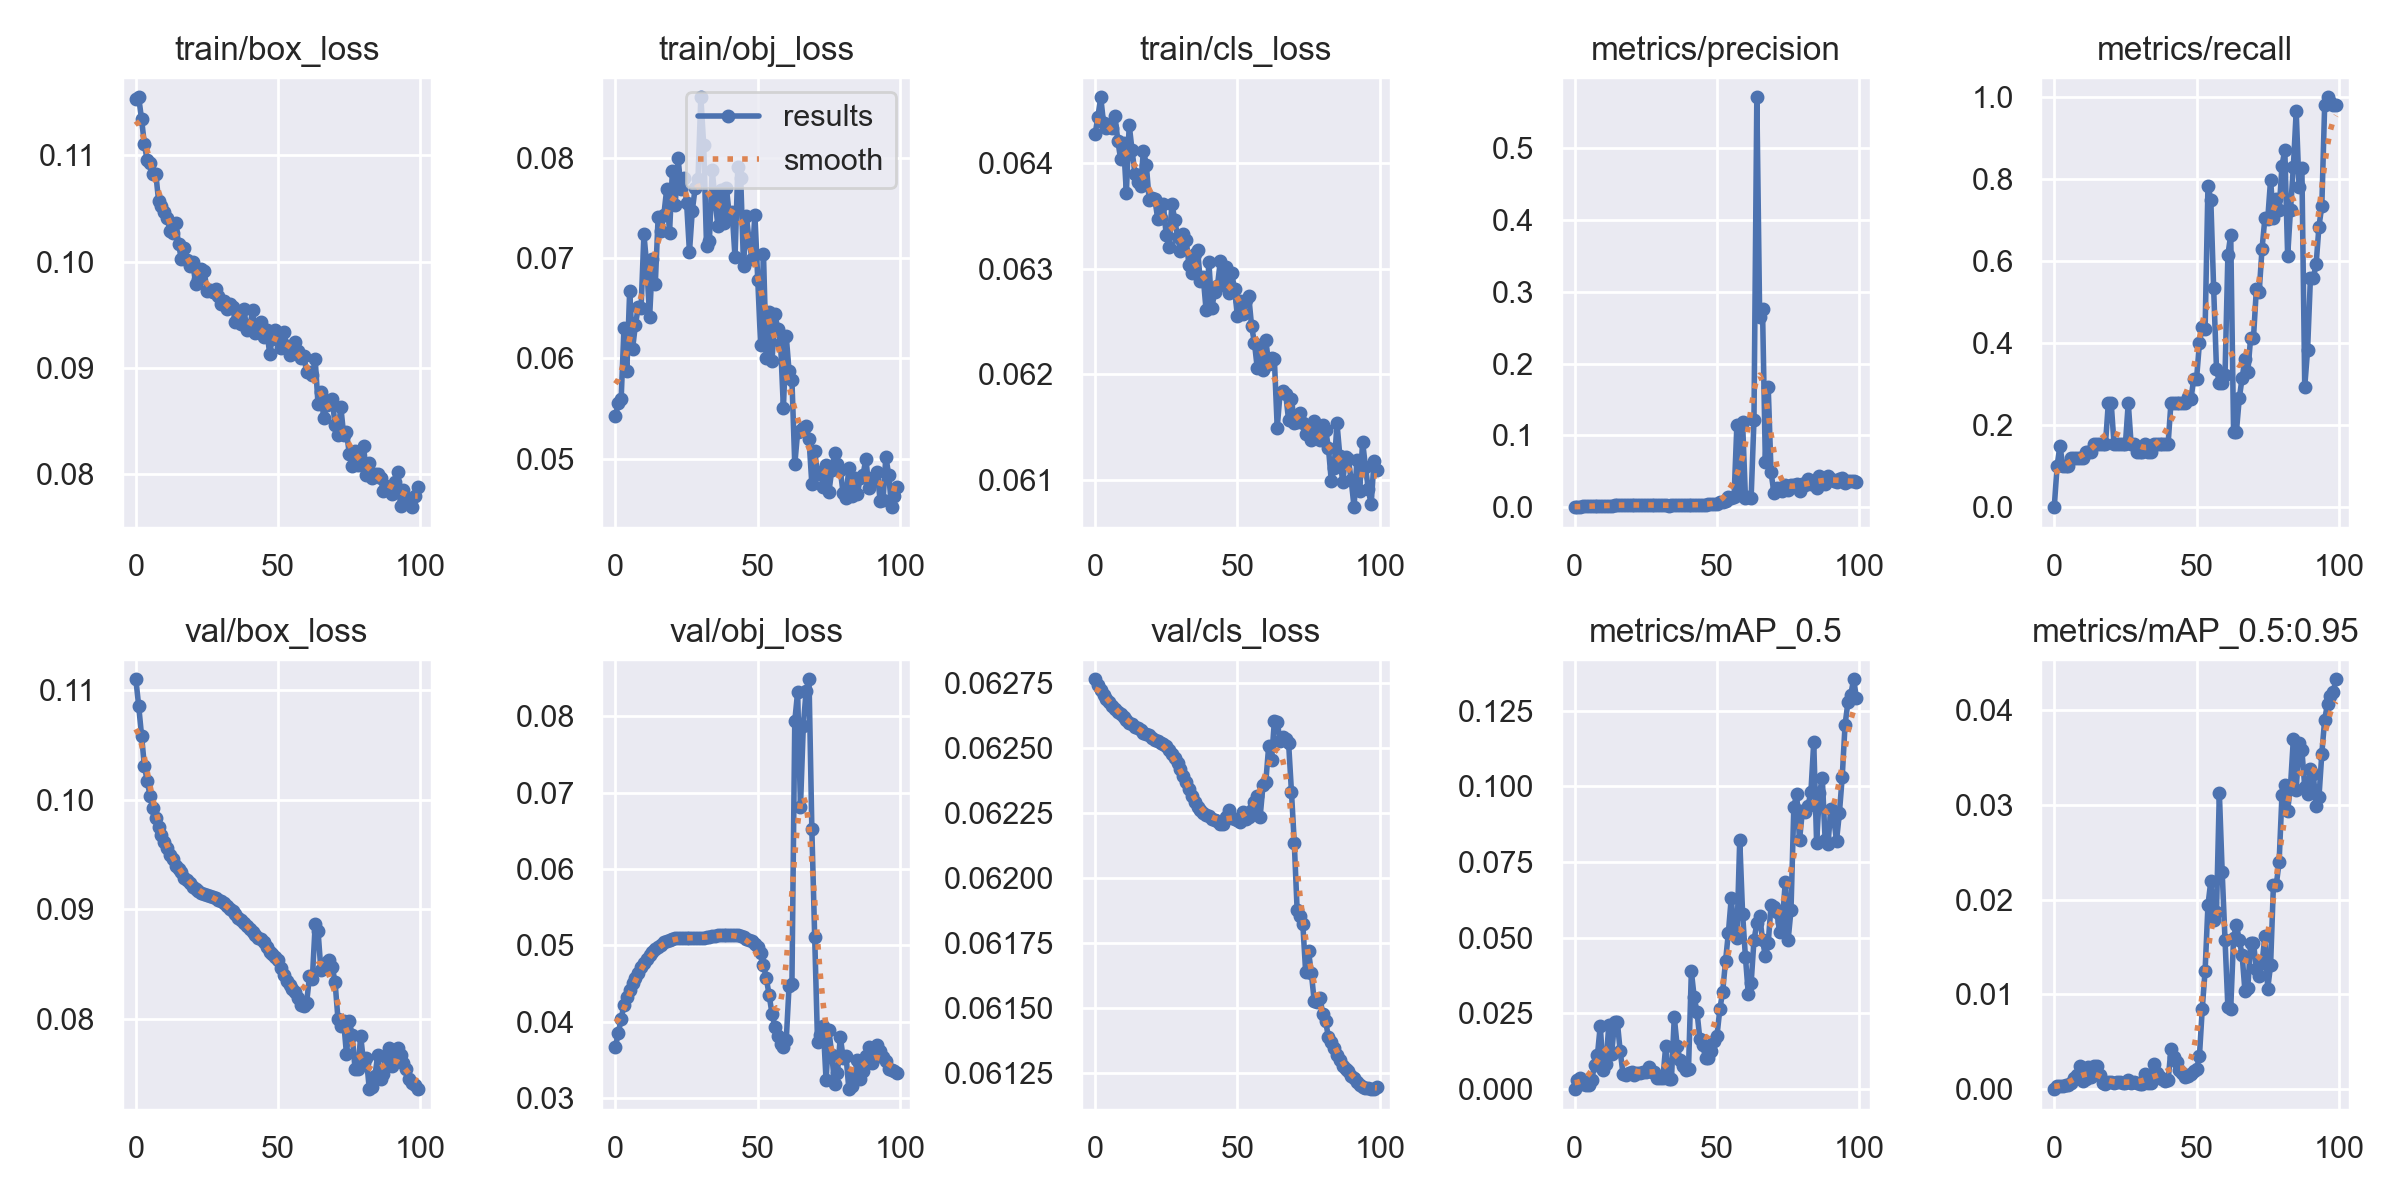 train/box_loss
0.11
0.10
0.09
0.08
0 50 100
train/obj_loss
results
smooth
0.08
0.07
0.06
0.05
0 50 100
train/cls_loss
0.064
0.063
0.062
0.061
0 50 100
metrics/precision
0.5
0.4
0.3
0.2
0.1
0.0
0 50 100
metrics/recall
1.0
0.8
0.6
0.4
0.2
0.0
0 50 100
val/box_loss
0.11
0.10
0.09
0.08
0 50 100
val/obj_loss
0.08
0.07
0.06
0.05
0.04
0.03
0 50 100
val/cls_loss
0.06275
0.06250
0.06225
0.06200
0.06175
0.06150
0.06125
0 50 100
metrics/mAP_0.5
0.125
0.100
0.075
0.050
0.025
0.000
0 50 100
metrics/mAP_0.5:0.95
0.04
0.03
0.02
0.01
0.00
0 50 100